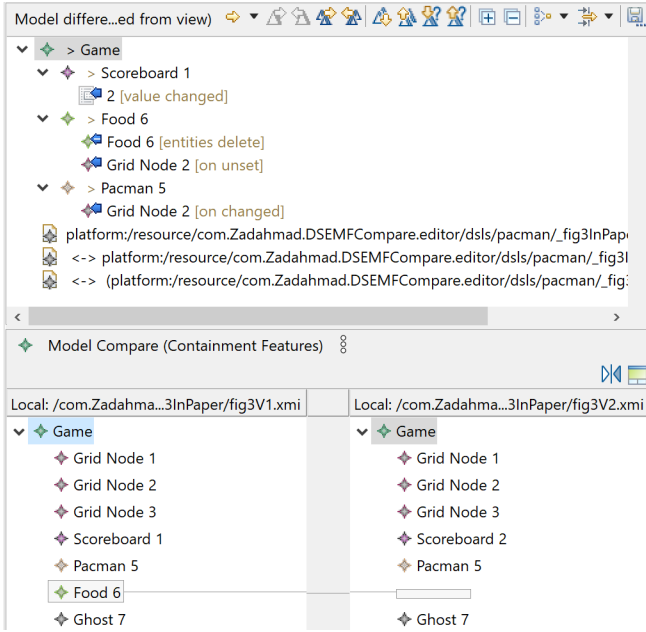 Model differe...ed from view)
> Game
> Scoreboard 1
2 [value changed]
> Food 6
Food 6 [entities delete]
Grid Node 2 [on unset]
> Pacman 5
Grid Node 2 [on changed]
platform:/resource/com.Zadahmad.DSEMFCompare.editor/dsls/pacman/_fig3InPape
<-> platform:/resource/com.Zadahmad.DSEMFCompare.editor/dsls/pacman/_fig3I
<-> (platform:/resource/com.Zadahmad.DSEMFCompare.editor/dsls/pacman/_fig3
Model Compare (Containment Features)
Local: /com.Zadahma...3InPaper/fig3V1.xmi Local: /com.Zadahma...3InPaper/fig3V2.xmi
Game Game
Grid Node 1 Grid Node 1
Grid Node 2 Grid Node 2
Grid Node 3 Grid Node 3
Scoreboard 1 Scoreboard 2
Pacman 5 Pacman 5
Food 6
Ghost 7 Ghost 7